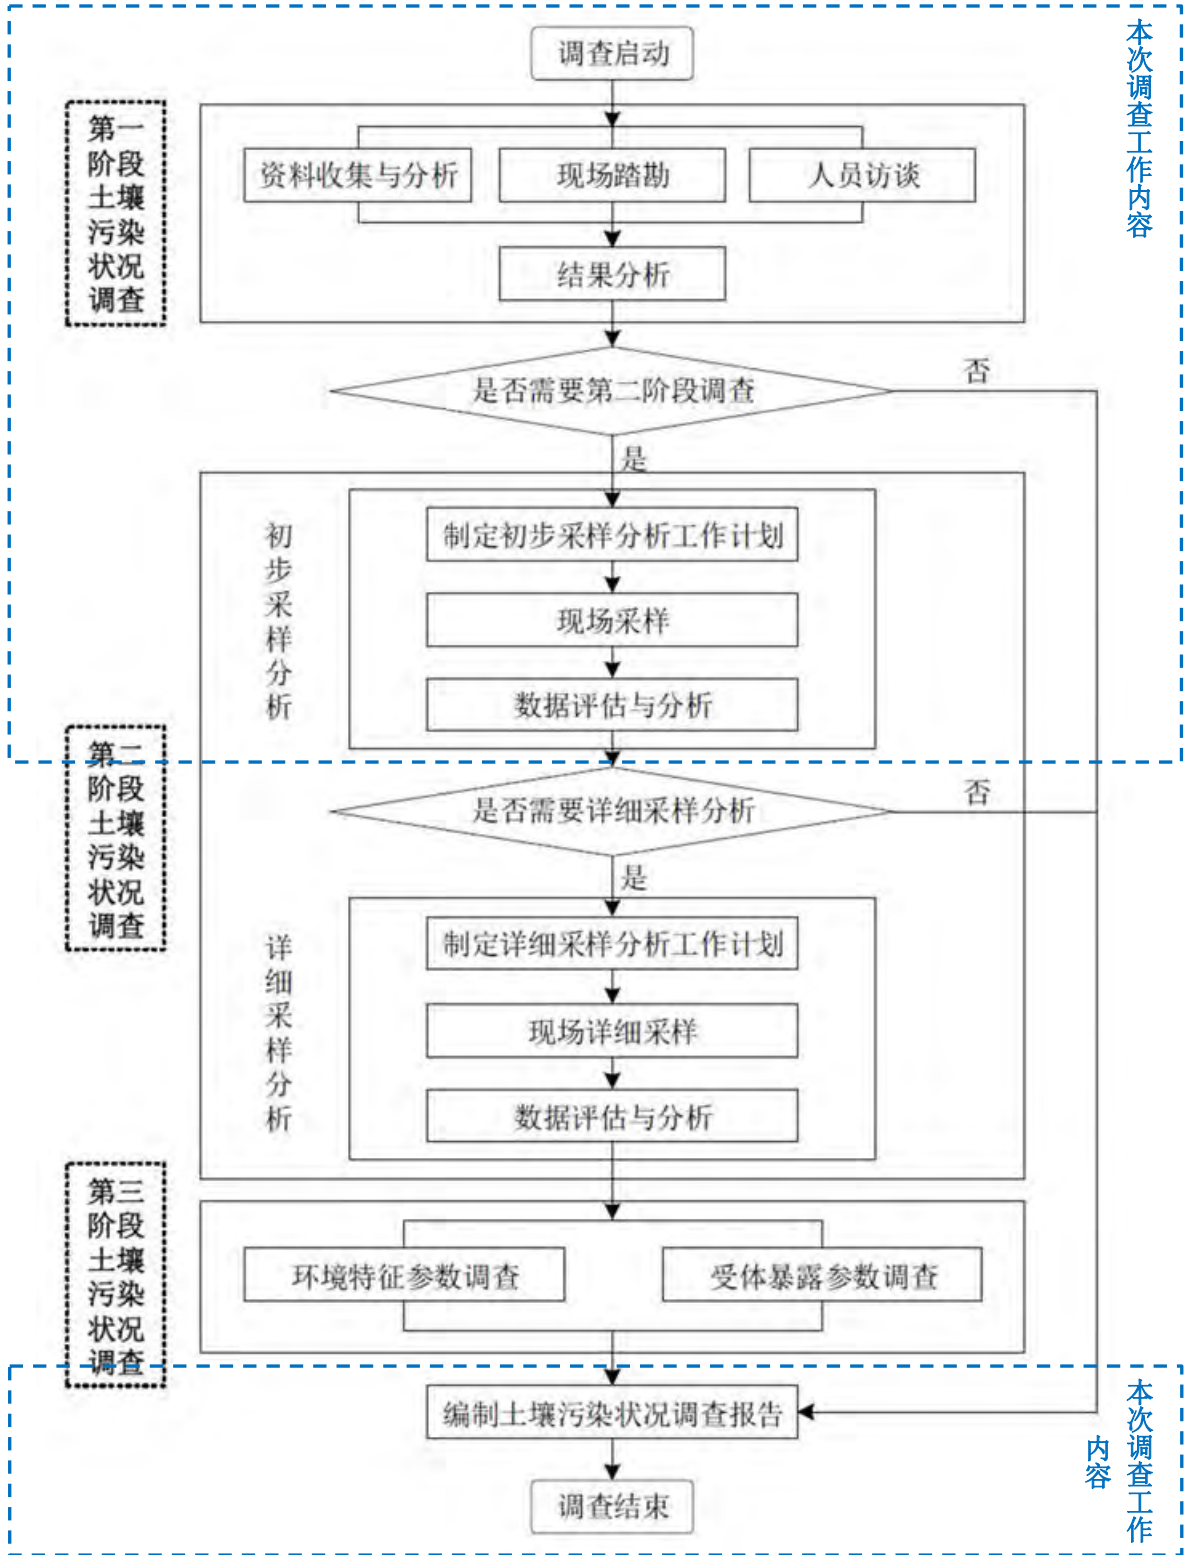 调查启动
本次调查工作内容
第一
阶段
土壤
污染
状况
调查
资料收集与分析
现场踏勘
人员访谈
结果分析
是否需要第二阶段调查
否
是
初步采样分析
制定初步采样分析工作计划
现场采样
数据评估与分析
第二
阶段
土壤
污染
状况
调查
是否需要详细采样分析
否
是
详细采样分析
制定详细采样分析工作计划
现场详细采样
数据评估与分析
第三
阶段
土壤
污染
状况
调查
环境特征参数调查
受体暴露参数调查
编制土壤污染状况调查报告
本次调查工作
内容
调查结束